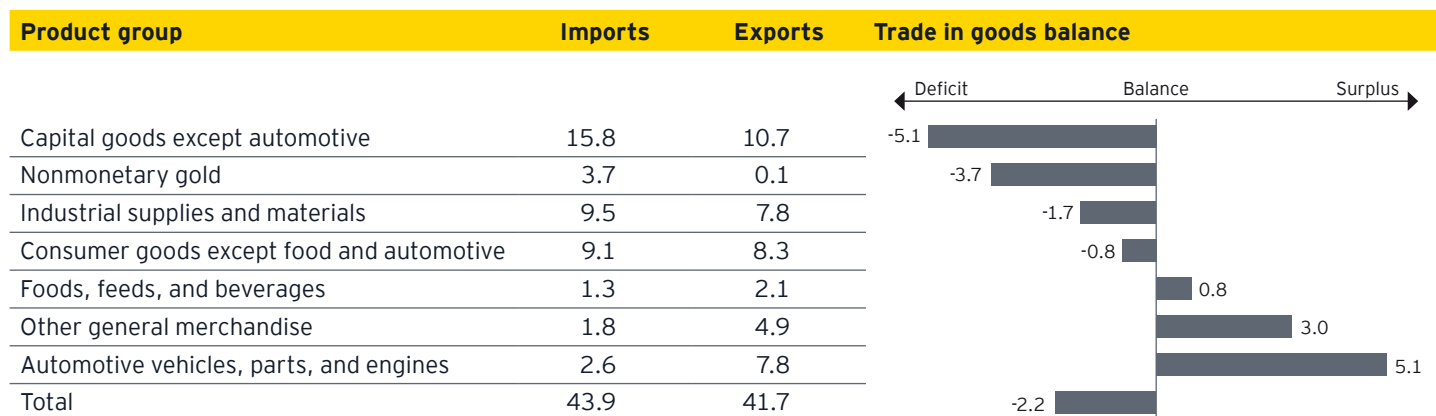 Product group Imports Exports Trade in goods balance
Deficit Balance Surplus
Capital goods except automotive 15.8 10.7 -5.1
Nonmonetary gold 3.7 0.1 -3.7
Industrial supplies and materials 9.5 7.8 -1.7
Consumer goods except food and automotive 9.1 8.3 -0.8
Foods, feeds, and beverages 1.3 2.1 0.8
Other general merchandise 1.8 4.9 3.0
Automotive vehicles, parts, and engines 2.6 7.8 5.1
Total 43.9 41.7 -2.2